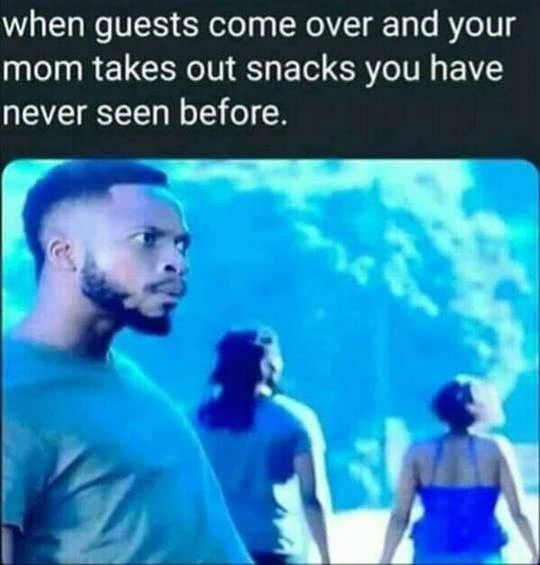 when guests come over and your
mom takes out snacks you have
never seen before.